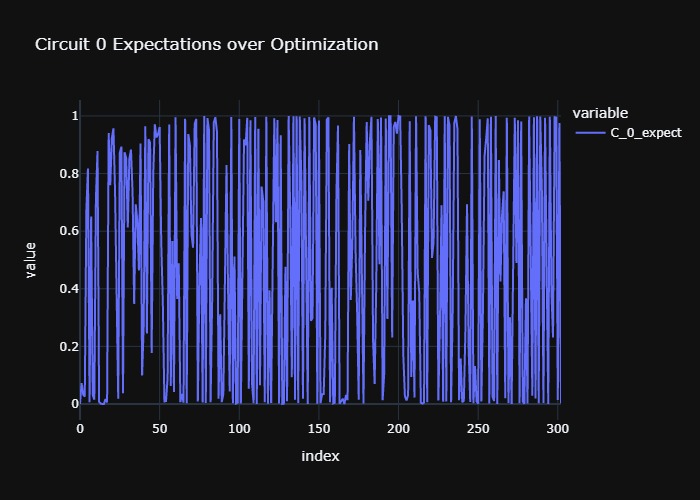 Circuit 0 Expectations over Optimization
variable
C_0_expect
value
1
0.8
0.6
0.4
0.2
0
0 50 100 150 200 250 300
index